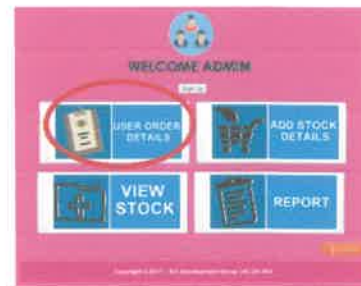 WELCOME ADMIN
USER ORDER
DETAILS
ADD STOCK
DETAILS
VIEW
STOCK
REPORT